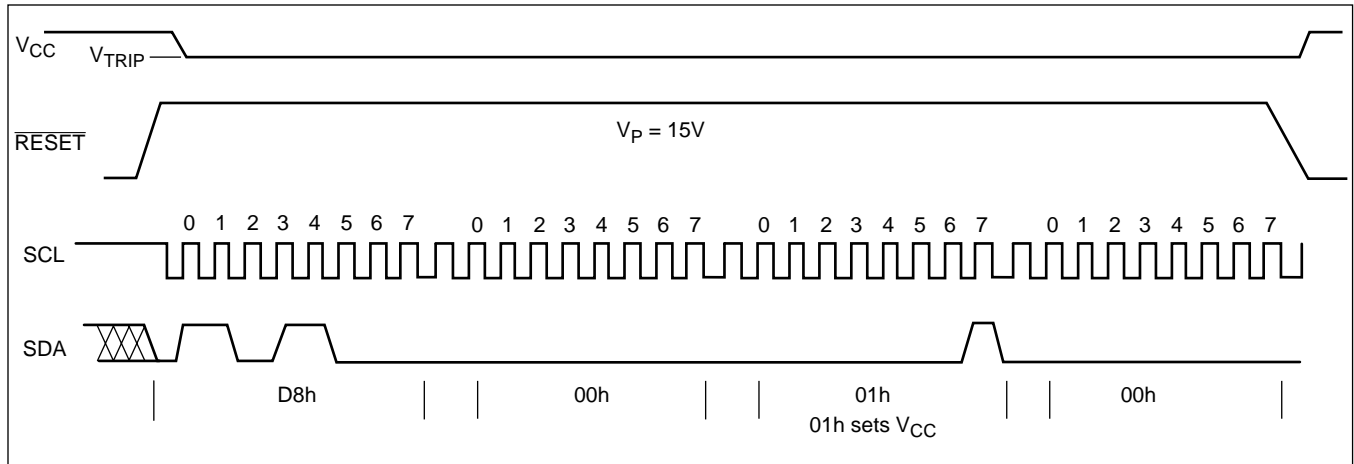 VCC
VTRIP
RESET
VP = 15V
0 1 2 3 4 5 6 7 0 1 2 3 4 5 6 7 0 1 2 3 4 5 6 7 0 1 2 3 4 5 6 7
SCL
SDA
D8h 00h 01h 00h
01h sets VCC